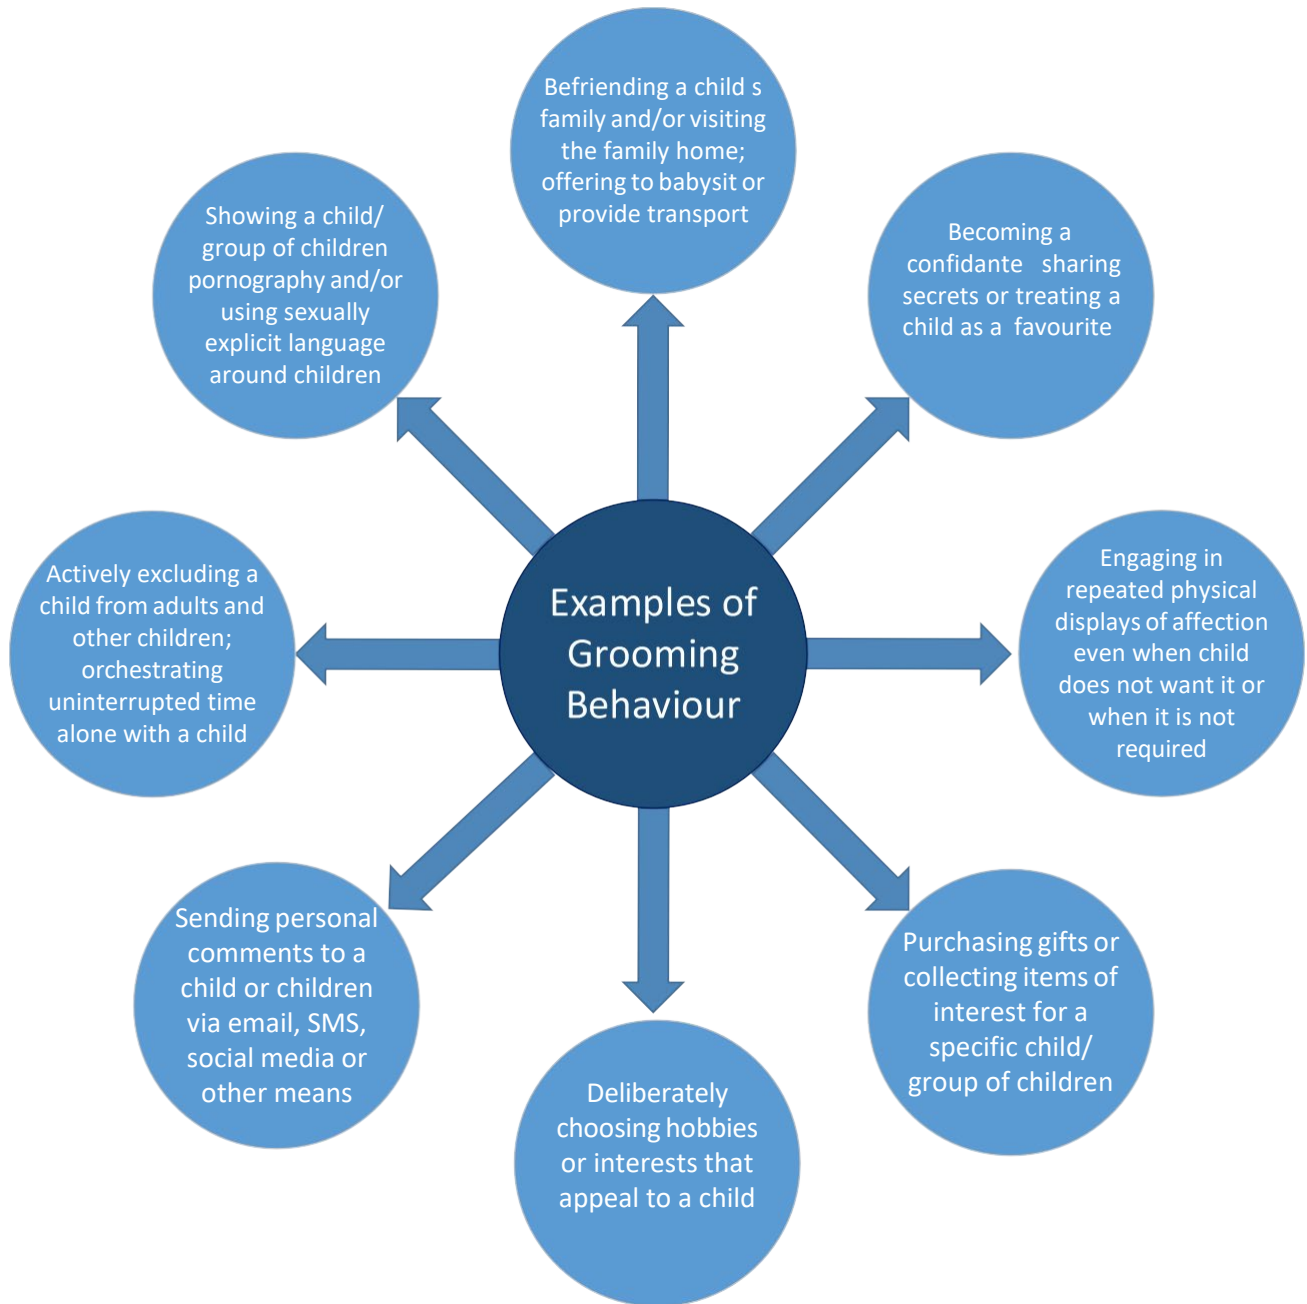 Befriending a child s
family and/or visiting
the family home;
offering to babysit or
provide transport
Becoming a
confidante sharing
secrets or treating a
child as a favourite
Engaging in
repeated physical
displays of affection
even when child
does not want it or
when it is not
required
Purchasing gifts or
collecting items of
interest for a
specific child/
group of children
Deliberately
choosing hobbies
or interests that
appeal to a child
Sending personal
comments to a
child or children
via email, SMS,
social media or
other means
Actively excluding a
child from adults and
other children;
orchestrating
uninterrupted time
alone with a child
Showing a child/
group of children
pornography and/or
using sexually
explicit language
around children
Examples of
Grooming
Behaviour